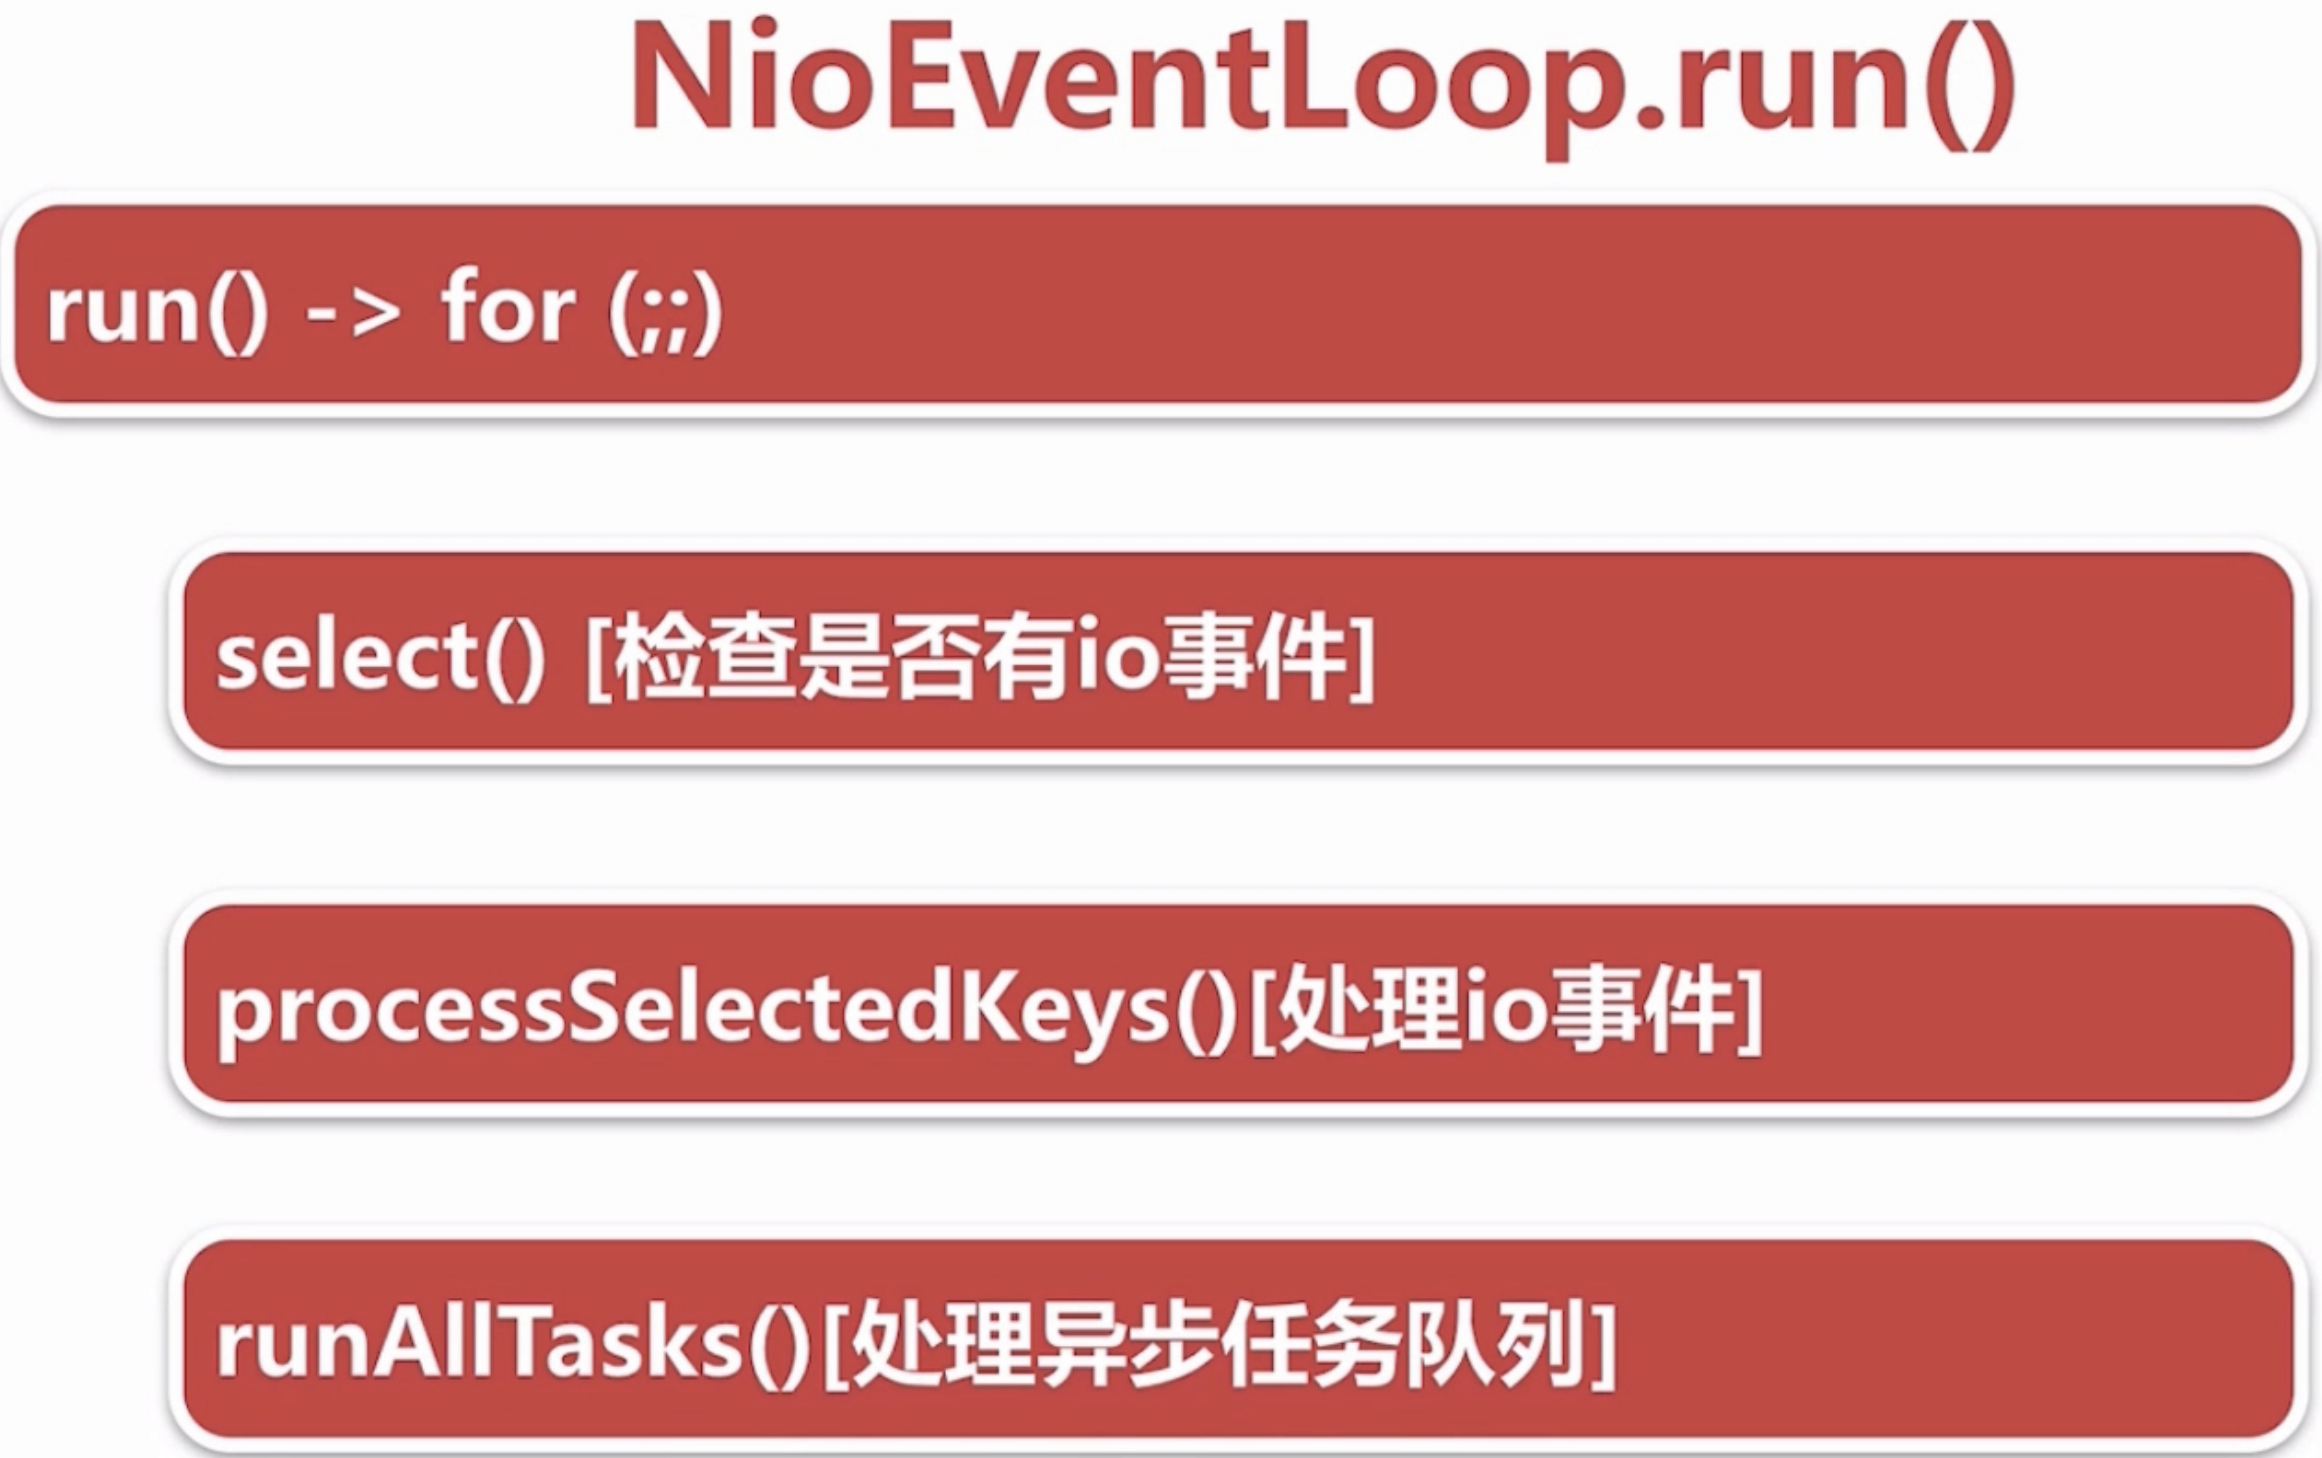 NioEventLoop.run()
run() -> for (;;)
select() [检查是否有io事件]
processSelectedKeys()[处理io事件]
runAllTasks()[处理异步任务队列]